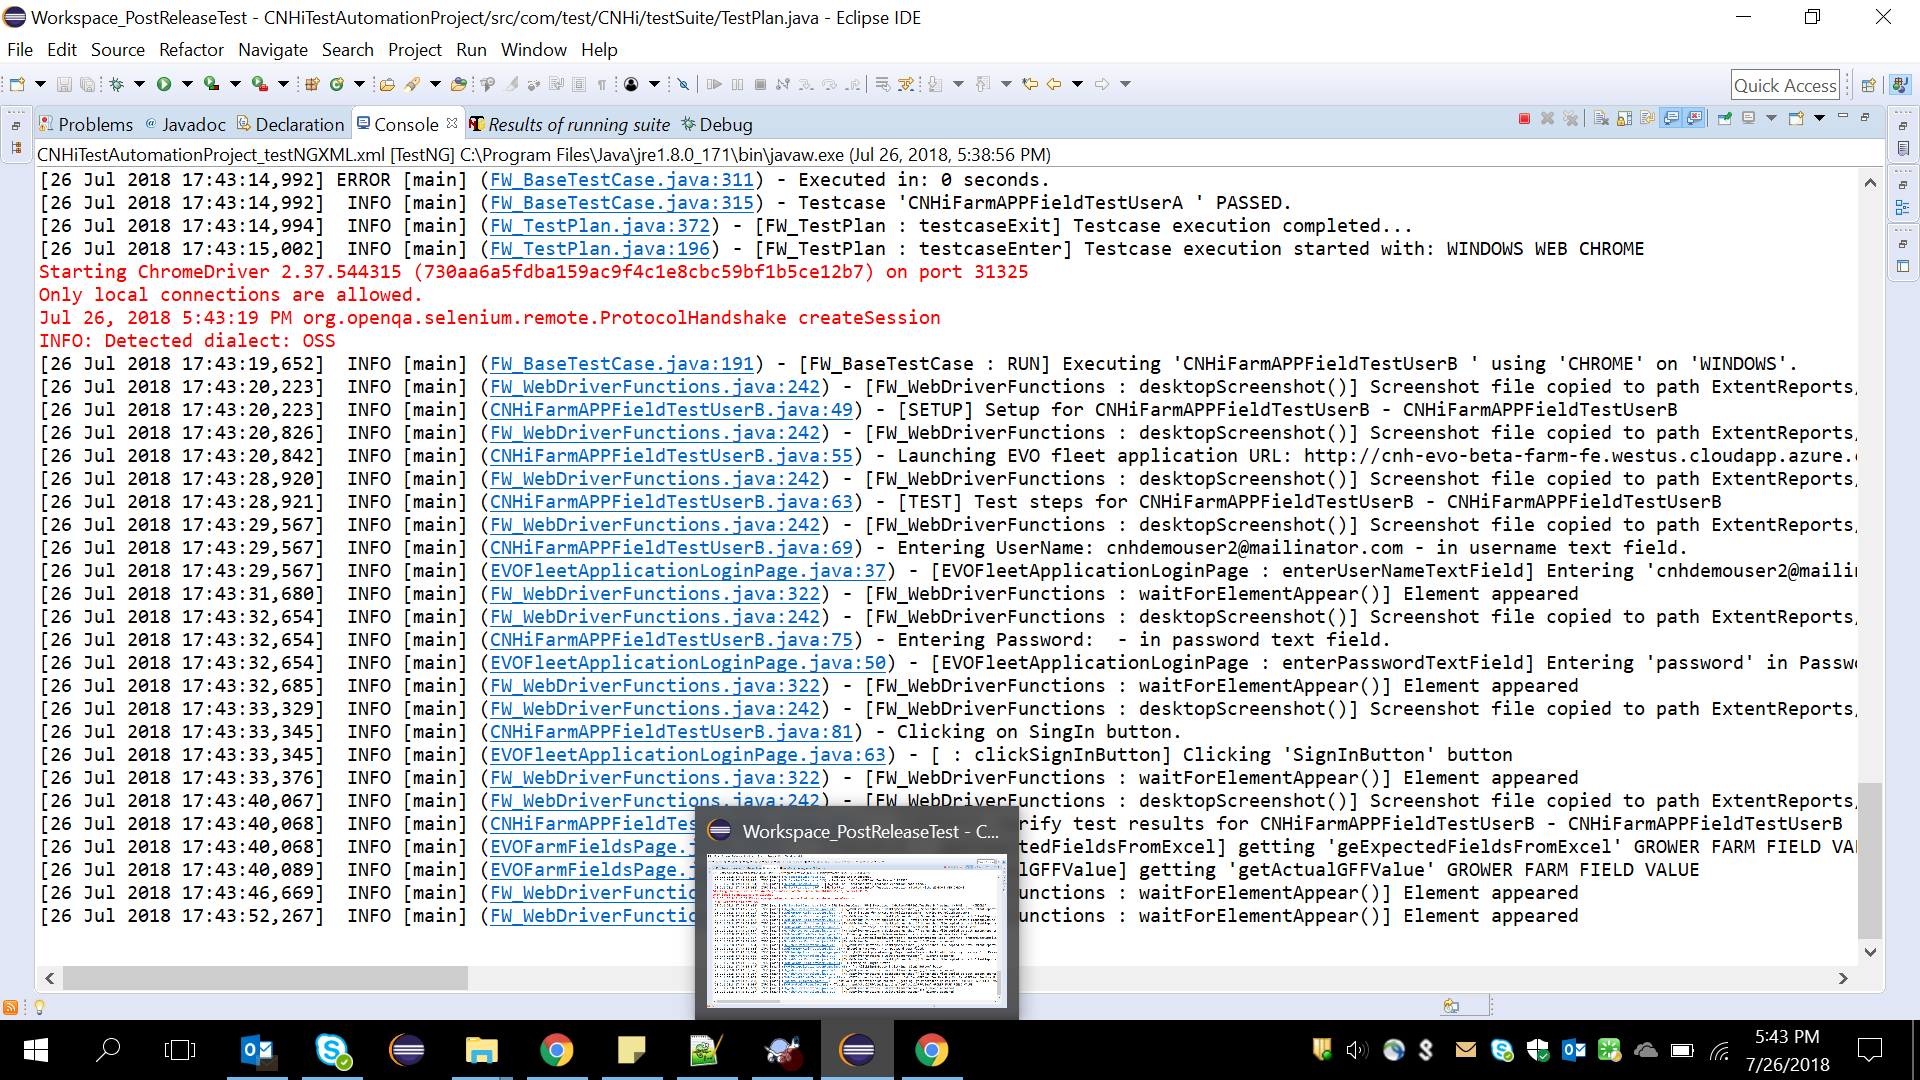 Workspace_PostReleaseTest - CNHiTestAutomationProject/src/com/test/CNHi/testSuite/TestPlan.java - Eclipse IDE
File Edit Source Refactor Navigate Search Project Run Window Help
Quick Access
Problems @ Javadoc Declaration Console Results of running suite Debug
CNHiTestAutomationProject_testNGXML.xml [TestNG] C:\Program Files\Java\jre1.8.0_171\bin\javaw.exe (Jul 26, 2018, 5:38:56 PM)
[26 Jul 2018 17:43:14,992] ERROR [main] (FW_BaseTestCase.java:311) - Executed in: 0 seconds.
[26 Jul 2018 17:43:14,992]  INFO [main] (FW_BaseTestCase.java:315) - Testcase 'CNHiFarmAPPFieldTestUserA ' PASSED.
[26 Jul 2018 17:43:14,994]  INFO [main] (FW_TestPlan.java:372) - [FW_TestPlan : testcaseExit] Testcase execution completed...
[26 Jul 2018 17:43:15,002]  INFO [main] (FW_TestPlan.java:196) - [FW_TestPlan : testcaseEnter] Testcase execution started with: WINDOWS WEB CHROME
Starting ChromeDriver 2.37.544315 (730aa6a5fdba159ac9f4c1e8cbc59bf1b5ce12b7) on port 31325
Only local connections are allowed.
Jul 26, 2018 5:43:19 PM org.openqa.selenium.remote.ProtocolHandshake createSession
INFO: Detected dialect: OSS
[26 Jul 2018 17:43:19,652]  INFO [main] (FW_BaseTestCase.java:191) - [FW_BaseTestCase : RUN] Executing 'CNHiFarmAPPFieldTestUserB ' using 'CHROME' on 'WINDOWS'.
[26 Jul 2018 17:43:20,223]  INFO [main] (FW_WebDriverFunctions.java:242) - [FW_WebDriverFunctions : desktopScreenshot()] Screenshot file copied to path ExtentReports/
[26 Jul 2018 17:43:20,223]  INFO [main] (CNHiFarmAPPFieldTestUserB.java:49) - [SETUP] Setup for CNHiFarmAPPFieldTestUserB - CNHiFarmAPPFieldTestUserB
[26 Jul 2018 17:43:20,826]  INFO [main] (FW_WebDriverFunctions.java:242) - [FW_WebDriverFunctions : desktopScreenshot()] Screenshot file copied to path ExtentReports/
[26 Jul 2018 17:43:20,842]  INFO [main] (CNHiFarmAPPFieldTestUserB.java:55) - Launching EVO fleet application URL: http://cnh-evo-beta-farm-fe.westus.cloudapp.azure.
[26 Jul 2018 17:43:28,920]  INFO [main] (FW_WebDriverFunctions.java:242) - [FW_WebDriverFunctions : desktopScreenshot()] Screenshot file copied to path ExtentReports/
[26 Jul 2018 17:43:28,921]  INFO [main] (CNHiFarmAPPFieldTestUserB.java:63) - [TEST] Test steps for CNHiFarmAPPFieldTestUserB - CNHiFarmAPPFieldTestUserB
[26 Jul 2018 17:43:29,567]  INFO [main] (FW_WebDriverFunctions.java:242) - [FW_WebDriverFunctions : desktopScreenshot()] Screenshot file copied to path ExtentReports/
[26 Jul 2018 17:43:29,567]  INFO [main] (CNHiFarmAPPFieldTestUserB.java:69) - Entering UserName: cnhdemouser2@mailinator.com - in username text field.
[26 Jul 2018 17:43:29,567]  INFO [main] (EVOFleetApplicationLoginPage.java:37) - [EVOFleetApplicationLoginPage : enterUserNameTextField] Entering 'cnhdemouser2@mailin
[26 Jul 2018 17:43:31,680]  INFO [main] (FW_WebDriverFunctions.java:322) - [FW_WebDriverFunctions : waitForElementAppear()] Element appeared
[26 Jul 2018 17:43:32,654]  INFO [main] (FW_WebDriverFunctions.java:242) - [FW_WebDriverFunctions : desktopScreenshot()] Screenshot file copied to path ExtentReports/
[26 Jul 2018 17:43:32,654]  INFO [main] (CNHiFarmAPPFieldTestUserB.java:75) - Entering Password:  - in password text field.
[26 Jul 2018 17:43:32,654]  INFO [main] (EVOFleetApplicationLoginPage.java:50) - [EVOFleetApplicationLoginPage : enterPasswordTextField] Entering 'password' in Passw
[26 Jul 2018 17:43:32,685]  INFO [main] (FW_WebDriverFunctions.java:322) - [FW_WebDriverFunctions : waitForElementAppear()] Element appeared
[26 Jul 2018 17:43:33,329]  INFO [main] (FW_WebDriverFunctions.java:242) - [FW_WebDriverFunctions : desktopScreenshot()] Screenshot file copied to path ExtentReports/
[26 Jul 2018 17:43:33,345]  INFO [main] (CNHiFarmAPPFieldTestUserB.java:81) - Clicking on SingIn button.
[26 Jul 2018 17:43:33,345]  INFO [main] (EVOFleetApplicationLoginPage.java:63) - [ : clickSignInButton] Clicking 'SignInButton' button
[26 Jul 2018 17:43:33,376]  INFO [main] (FW_WebDriverFunctions.java:322) - [FW_WebDriverFunctions : waitForElementAppear()] Element appeared
[26 Jul 2018 17:43:40,067]  INFO [main] (FW_WebDriverFunctions.java:242) - [FW_WebDriverFunctions : desktopScreenshot()] Screenshot file copied to path ExtentReports/
[26 Jul 2018 17:43:40,068]  INFO [main] (CNHiFarmAPPFieldTes rify test results for CNHiFarmAPPFieldTestUserB - CNHiFarmAPPFieldTestUserB
[26 Jul 2018 17:43:40,068]  INFO [main] (EVOFarmFieldsPage. ctedFieldsFromExcel] getting 'geExpectedFieldsFromExcel' GROWER FARM FIELD VA
[26 Jul 2018 17:43:40,089]  INFO [main] (EVOFarmFieldsPage. lGFFValue] getting 'getActualGFFValue' GROWER FARM FIELD VALUE
[26 Jul 2018 17:43:46,669]  INFO [main] (FW_WebDriverFunctio nctions : waitForElementAppear()] Element appeared
[26 Jul 2018 17:43:52,267]  INFO [main] (FW_WebDriverFunctio nctions : waitForElementAppear()] Element appeared
Workspace_PostReleaseTest - C...
5:43 PM
7/26/2018